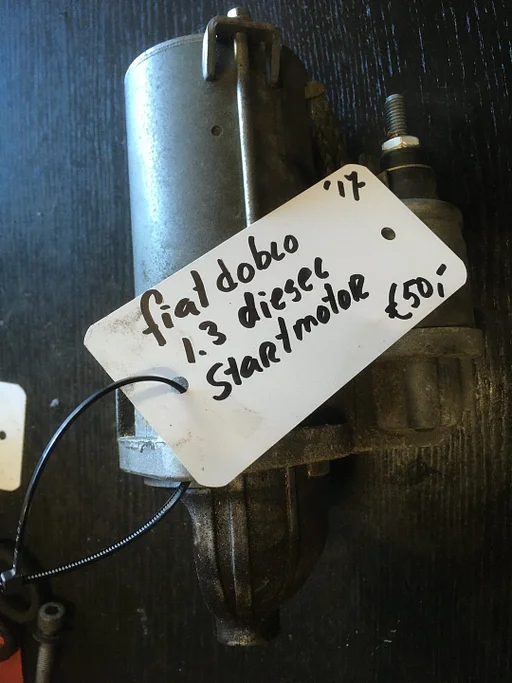 '17
fiat doblo
1.3 diesel
Startmotor
€50,-